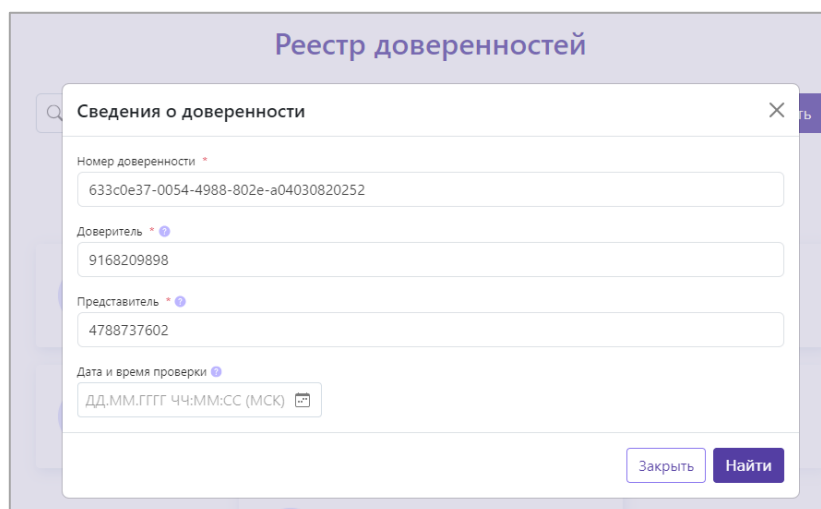 Реестр доверенностей
ть
Сведения о доверенности
Номер доверенности *
633c0e37-0054-4988-802e-a04030820252
Доверитель * ?
9168209898
Представитель * ?
4788737602
Дата и время проверки ?
ДД.ММ.ГГГГ ЧЧ:ММ:СС (МСК)
Закрыть Найти